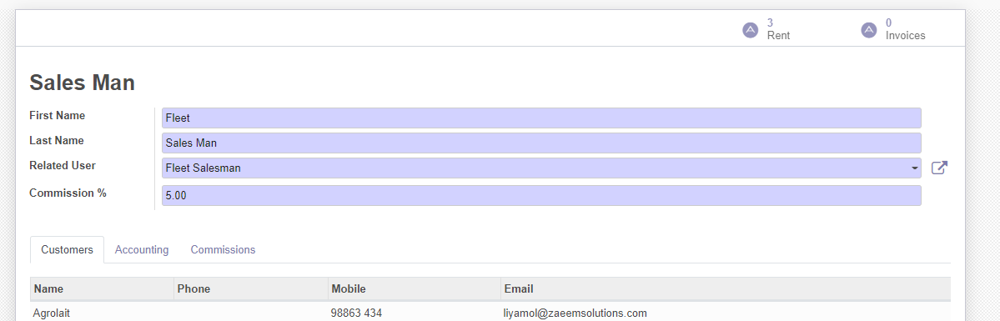 3
Rent
0
Invoices
Sales Man
First Name Fleet
Last Name Sales Man
Related User Fleet Salesman
Commission % 5.00
Customers Accounting Commissions
Name Phone Mobile Email
Agrolait 98863 434 liyamol@zaeemsolutions.com